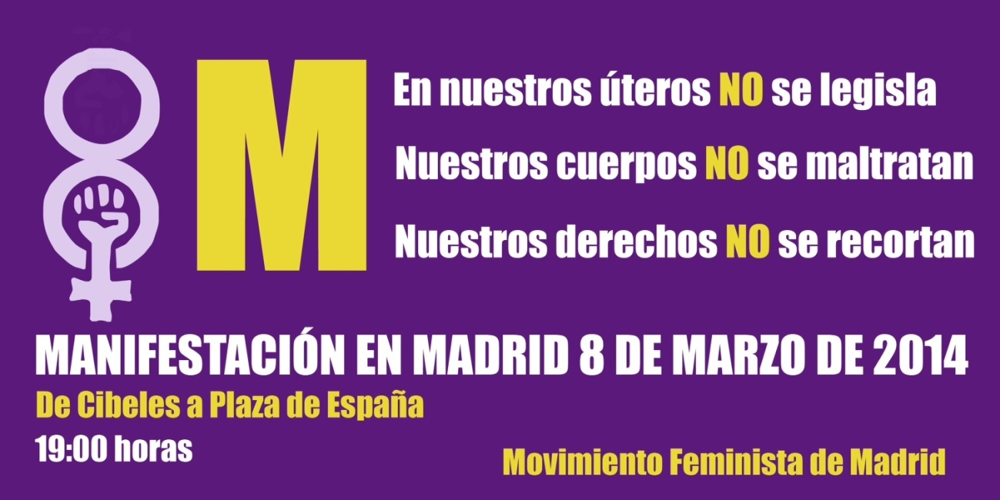 8 M
En nuestros úteros NO se legisla
Nuestros cuerpos NO se maltratan
Nuestros derechos NO se recortan
MANIFESTACIÓN EN MADRID 8 DE MARZO DE 2014
De Cibeles a Plaza de España
19:00 horas
Movimiento Feminista de Madrid